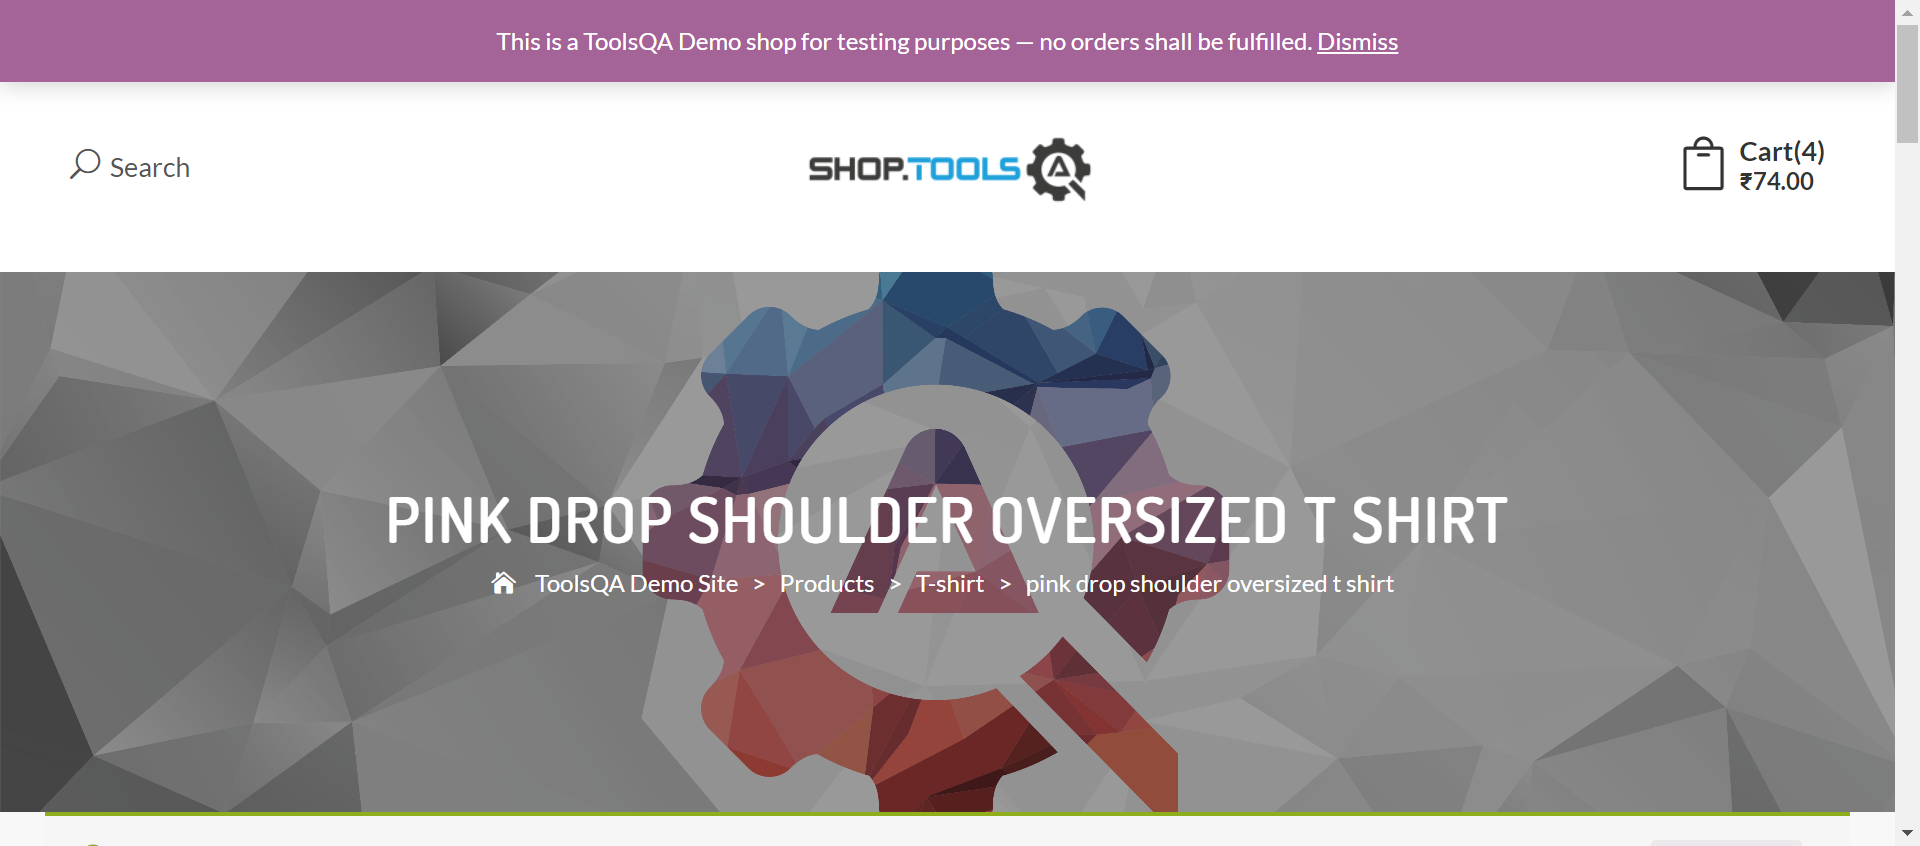 This is a ToolsQA Demo shop for testing purposes — no orders shall be fulfilled. Dismiss
Search
SHOP.TOOLS
Cart(4)
₹74.00
PINK DROP SHOULDER OVERSIZED T SHIRT
ToolsQA Demo Site > Products > T-shirt > pink drop shoulder oversized t shirt